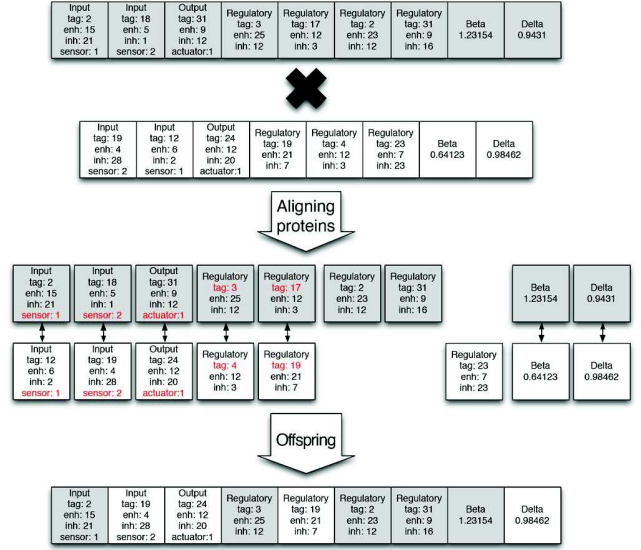 Input
tag: 2
enh: 15
inh: 21
sensor: 1
Input
tag: 18
enh: 5
inh: 1
sensor: 2
Output
tag: 31
enh: 9
inh: 12
actuator: 1
Regulatory
tag: 3
enh: 25
inh: 12
Regulatory
tag: 17
enh: 12
inh: 3
Regulatory
tag: 2
enh: 23
inh: 12
Regulatory
tag: 31
enh: 9
inh: 16
Beta
1.23154
Delta
0.9431
Input
tag: 19
enh: 4
inh: 28
sensor: 2
Input
tag: 12
enh: 6
inh: 2
sensor: 1
Output
tag: 24
enh: 12
inh: 20
actuator:1
Regulatory
tag: 19
enh: 21
inh: 7
Regulatory
tag: 4
enh: 12
inh: 3
Regulatory
tag: 23
enh: 7
inh: 23
Beta
0.64123
Delta
0.98462
Aligning
proteins
Input
tag: 2
enh: 15
inh: 21
sensor: 1
Input
tag: 18
enh: 5
inh: 1
sensor: 2
Output
tag: 31
enh: 9
inh: 12
actuator:1
Regulatory
tag: 3
enh: 25
inh: 12
Regulatory
tag: 17
enh: 12
inh: 3
Regulatory
tag: 2
enh: 23
inh: 12
Regulatory
tag: 31
enh: 9
inh: 16
Beta
1.23154
Delta
0.9431
Input
tag: 12
enh: 6
inh: 2
sensor: 1
Input
tag: 19
enh: 4
inh: 28
sensor: 2
Output
tag: 24
enh: 12
inh: 20
actuator:1
Regulatory
tag: 4
enh: 12
inh: 3
Regulatory
tag: 19
enh: 21
inh: 7
Regulatory
tag: 23
enh: 7
inh: 23
Beta
0.64123
Delta
0.98462
Offspring
Input
tag: 2
enh: 15
inh: 21
sensor: 1
Input
tag: 19
enh: 4
inh: 28
sensor: 2
Output
tag: 24
enh: 12
inh: 20
actuator:1
Regulatory
tag: 3
enh: 25
inh: 12
Regulatory
tag: 19
enh: 21
inh: 7
Regulatory
tag: 2
enh: 23
inh: 12
Regulatory
tag: 31
enh: 9
inh: 16
Beta
1.23154
Delta
0.98462